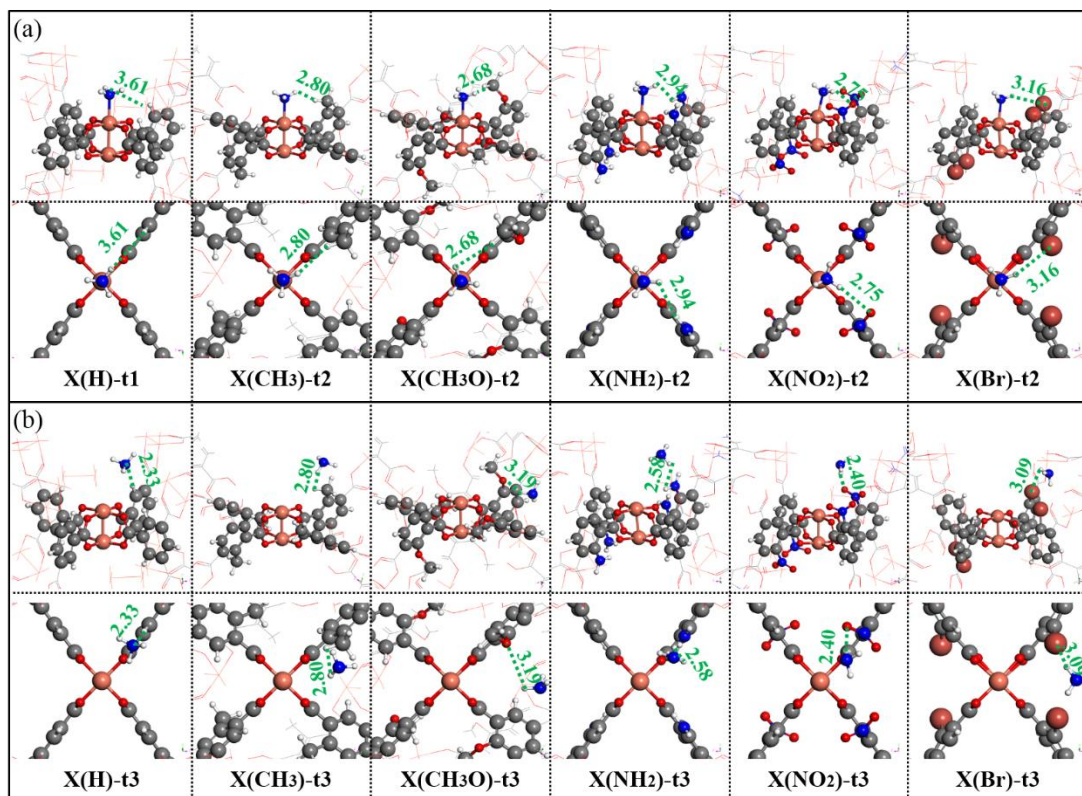 (a)
3.61
2.80
2.68
2.94
2.75
3.16
3.61
2.80
2.68
2.94
2.75
3.16
X(H)-t1
X(CH3)-t2
X(CH3O)-t2
X(NH2)-t2
X(NO2)-t2
X(Br)-t2
(b)
2.33
2.80
3.19
2.58
2.40
3.09
2.33
2.80
3.19
2.58
2.40
3.09
X(H)-t3
X(CH3)-t3
X(CH3O)-t3
X(NH2)-t3
X(NO2)-t3
X(Br)-t3